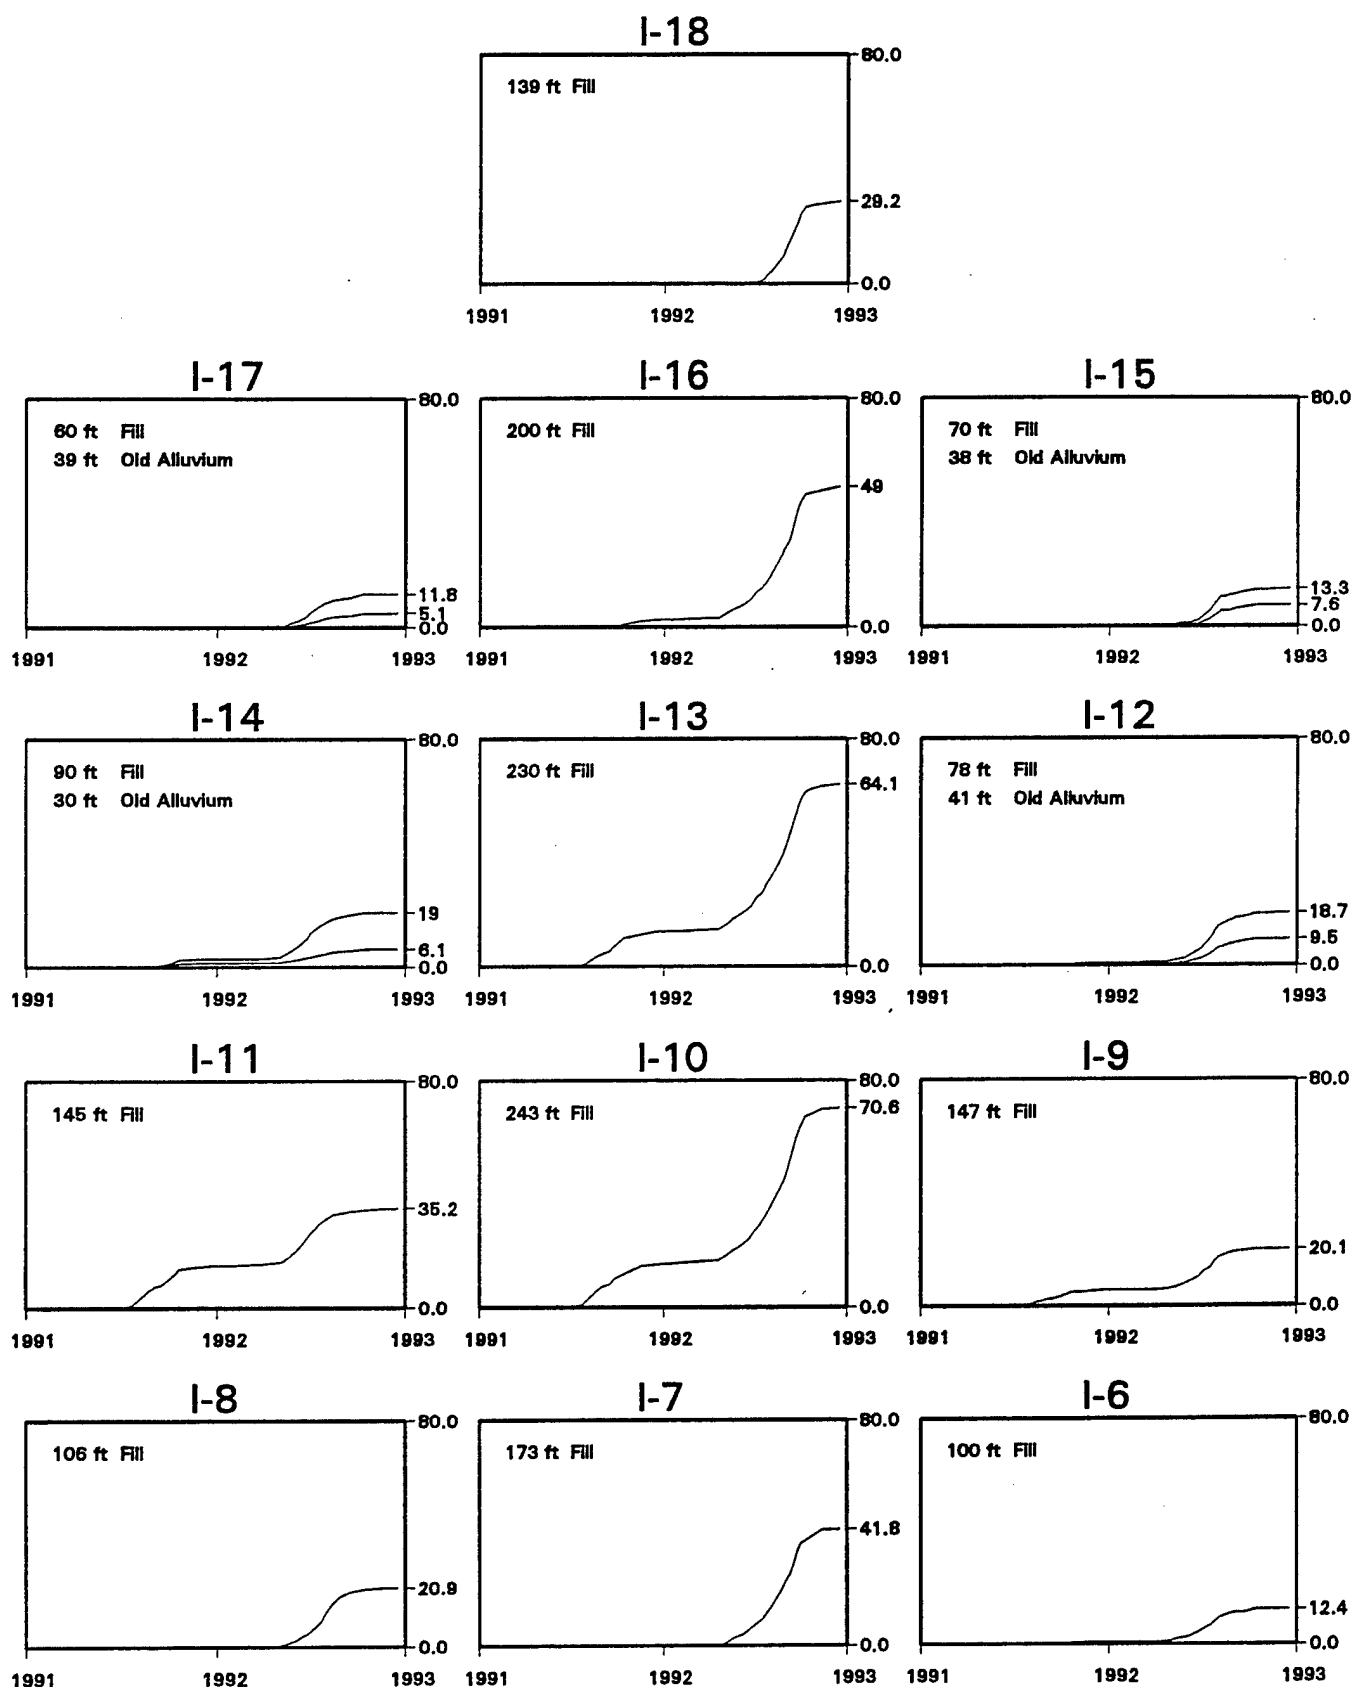 I-18
80.0
139 ft Fill
29.2
0.0
1991 1992 1993
I-17 I-16 I-15
80.0 80.0 80.0
60 ft Fill 200 ft Fill 70 ft Fill
39 ft Old Alluvium 38 ft Old Alluvium
49
11.8 13.3
5.1 7.6
0.0 0.0 0.0
1991 1992 1993 1991 1992 1993 1991 1992 1993
I-14 I-13 I-12
80.0 80.0 80.0
90 ft Fill 230 ft Fill 78 ft Fill
30 ft Old Alluvium 64.1 41 ft Old Alluvium
19 18.7
6.1 9.5
0.0 0.0 0.0
1991 1992 1993 1991 1992 1993 1991 1992 1993
I-11 I-10 I-9
80.0 80.0 80.0
145 ft Fill 243 ft Fill 70.6 147 ft Fill
35.2 20.1
0.0 0.0 0.0
1991 1992 1993 1991 1992 1993 1991 1992 1993
I-8 I-7 I-6
80.0 80.0 80.0
106 ft Fill 173 ft Fill 100 ft Fill
41.8
20.9 12.4
0.0 0.0 0.0
1991 1992 1993 1991 1992 1993 1991 1992 1993